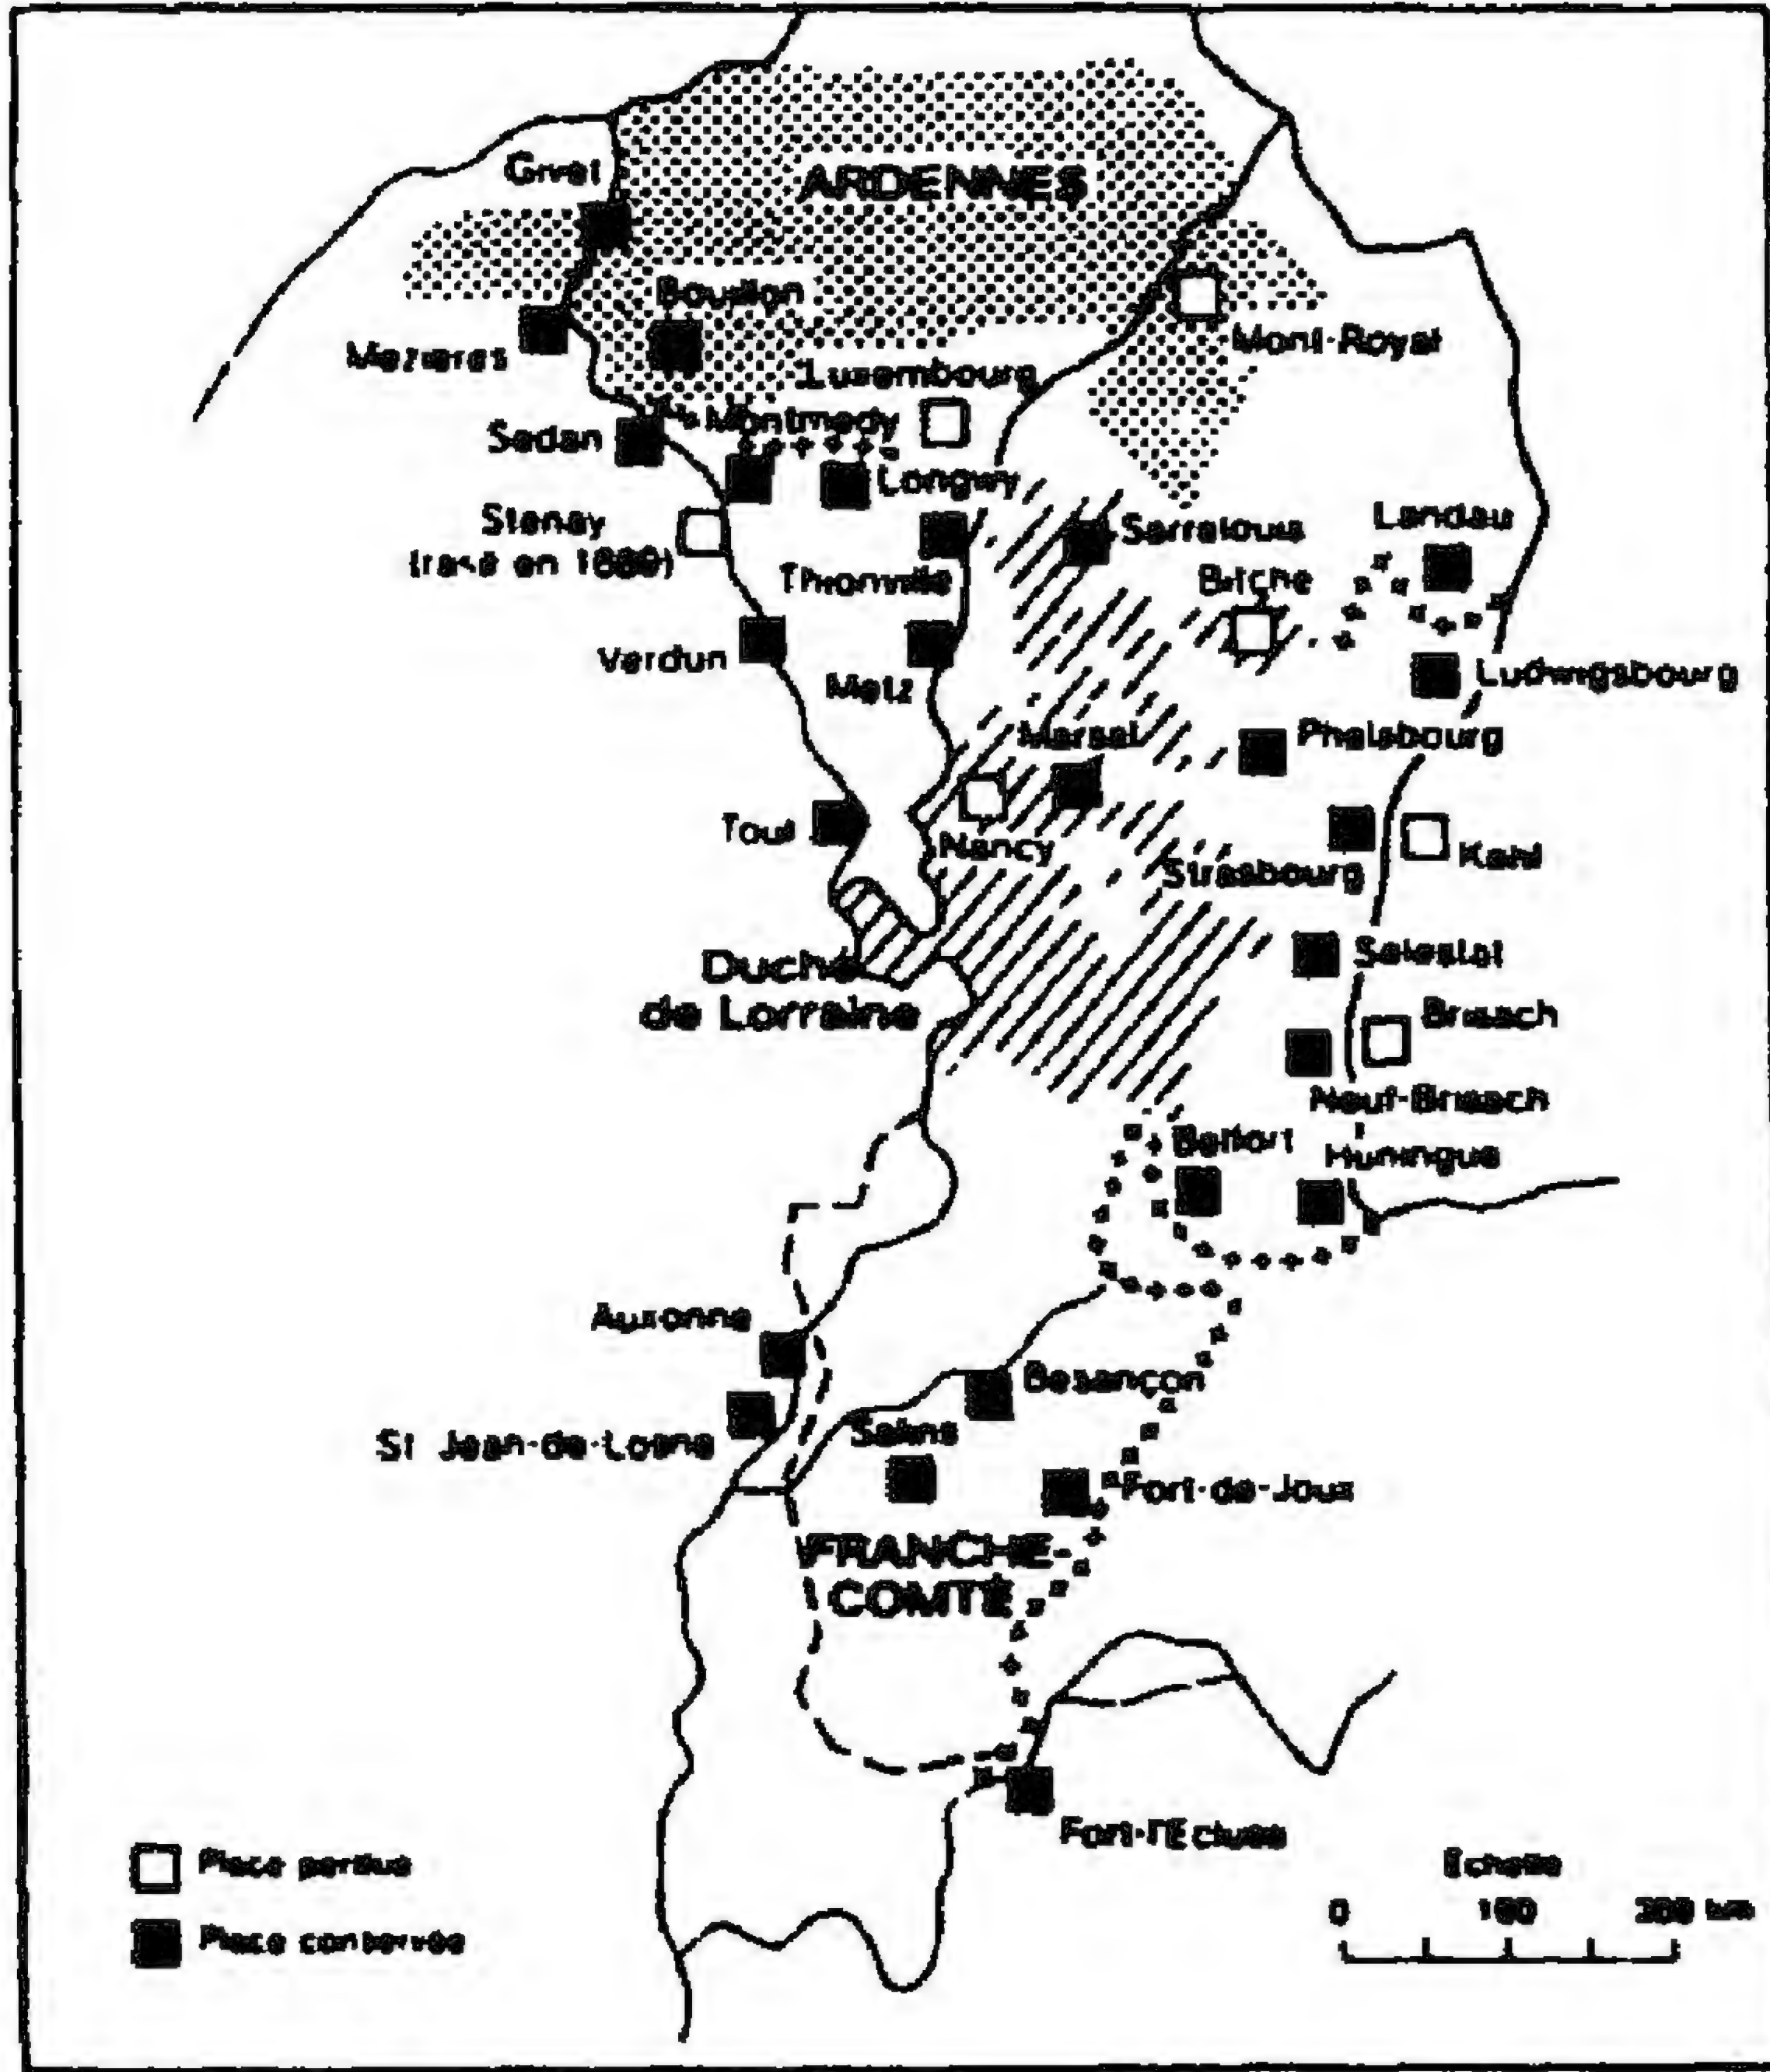 Givet
ARDENNES
Bouillon
Mezieres
Mont-Royal
Luxembourg
Montmedy
Sedan
Longwy
Stenay
(rasé en 1689)
Sarrelouis
Landau
Thionville
Bitche
Verdun
Metz
Ludwigsbourg
Marsal
Phalsbourg
Toul
Nancy
Strasbourg
Kehl
Selestat
Duché
de Lorraine
Brisach
Neuf-Brisach
Belfort
Huningue
Auxonne
Besançon
Salins
St Jean-de-Losne
Fort-de-Joux
FRANCHE-
COMTÉ
Fort-l'Ecluse
Place perdue
Place conservée
Echelle
0 100 200 km